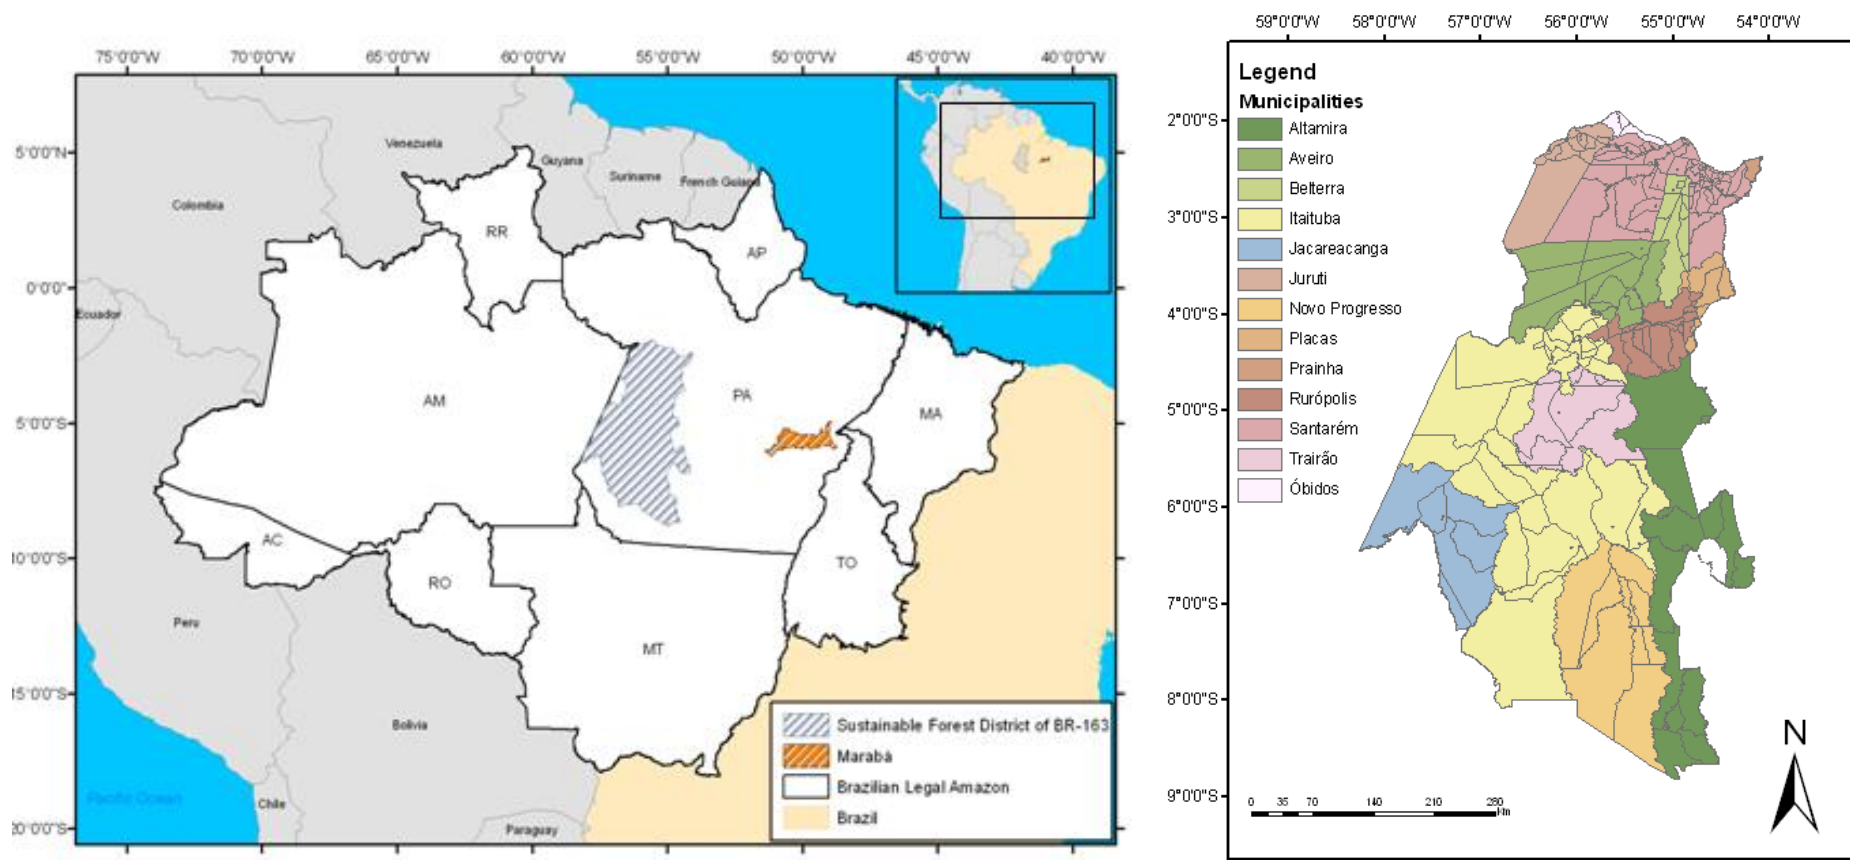 75°0'0"W 70°0'0"W 65°0'0"W 60°0'0"W 55°0'0"W 50°0'0"W 45°0'0"W 40°0'0"W
5°0'0"N
0°0'0"
5°0'0"S
10°0'0"S
15°0'0"S
20°0'0"S
Venezuela
Guyana
Suriname
French Guiana
Colombia
RR
AP
Ecuador
AM
PA
MA
AC
RO
TO
Peru
MT
Bolivia
Pacific Ocean
Chile
Paraguay
Sustainable Forest District of BR-163
Marabá
Brazilian Legal Amazon
Brazil
59°0'0"W 58°0'0"W 57°0'0"W 56°0'0"W 55°0'0"W 54°0'0"W
Legend
Municipalities
Altamira
Aveiro
Belterra
Itaituba
Jacareacanga
Juruti
Novo Progresso
Placas
Prainha
Rurópolis
Santarém
Trairão
Óbidos
2°0'0"S
3°0'0"S
4°0'0"S
5°0'0"S
6°0'0"S
7°0'0"S
8°0'0"S
9°0'0"S
N
0 35 70 140 210 280
Km